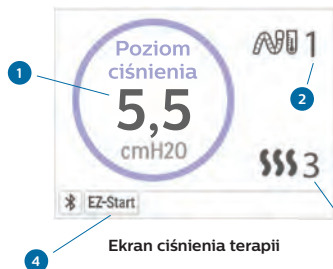 Poziom
ciśnienia
5,5
cmH20
1
3
EZ-Start
1
2
4
Ekran ciśnienia terapii